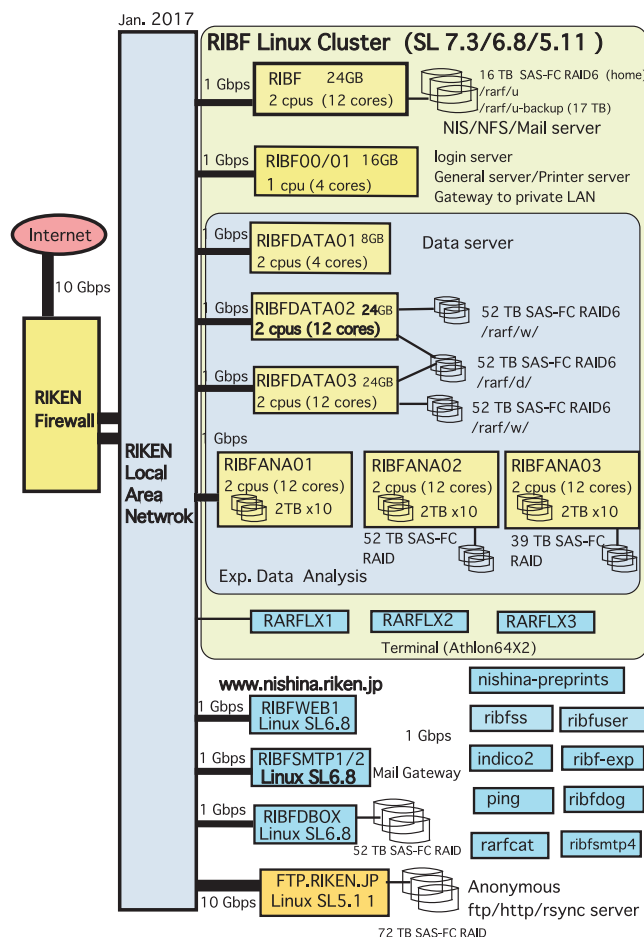 Jan. 2017
RIBF Linux Cluster (SL 7.3/6.8/5.11 )
1 Gbps
RIBF 24GB
2 cpus (12 cores)
16 TB SAS-FC RAID6 (home)
/rarf/u
/rarf/u-backup (17 TB)
NIS/NFS/Mail server
1 Gbps
RIBF00/01 16GB
1 cpu (4 cores)
login server
General server/Printer server
Gateway to private LAN
Internet
10 Gbps
RIKEN
Firewall
RIKEN
Local
Area
Netwrok
1 Gbps
RIBFDATA01 8GB
2 cpus (4 cores)
Data server
1 Gbps
RIBFDATA02 24GB
2 cpus (12 cores)
52 TB SAS-FC RAID6
/rarf/w/
52 TB SAS-FC RAID6
/rarf/d/
1 Gbps
RIBFDATA03 24GB
2 cpus (12 cores)
52 TB SAS-FC RAID6
/rarf/w/
1 Gbps
RIBFANA01
2 cpus (12 cores)
2TB x10
RIBFANA02
2 cpus (12 cores)
2TB x10
RIBFANA03
2 cpus (12 cores)
2TB x10
52 TB SAS-FC
RAID
39 TB SAS-FC
RAID
Exp. Data Analysis
RARFLX1
RARFLX2
RARFLX3
Terminal (Athlon64X2)
www.nishina.riken.jp
1 Gbps
RIBFWEB1
Linux SL6.8
1 Gbps
RIBFSMTP1/2
Linux SL6.8
Mail Gateway
1 Gbps
RIBFDBOX
Linux SL6.8
52 TB SAS-FC RAID
1 Gbps
nishina-preprints
ribfss
ribfuser
indico2
ribf-exp
ping
ribfdog
rarfcat
ribfsmtp4
10 Gbps
FTP.RIKEN.JP
Linux SL5.1 1
72 TB SAS-FC RAID
Anonymous
ftp/http/rsync server